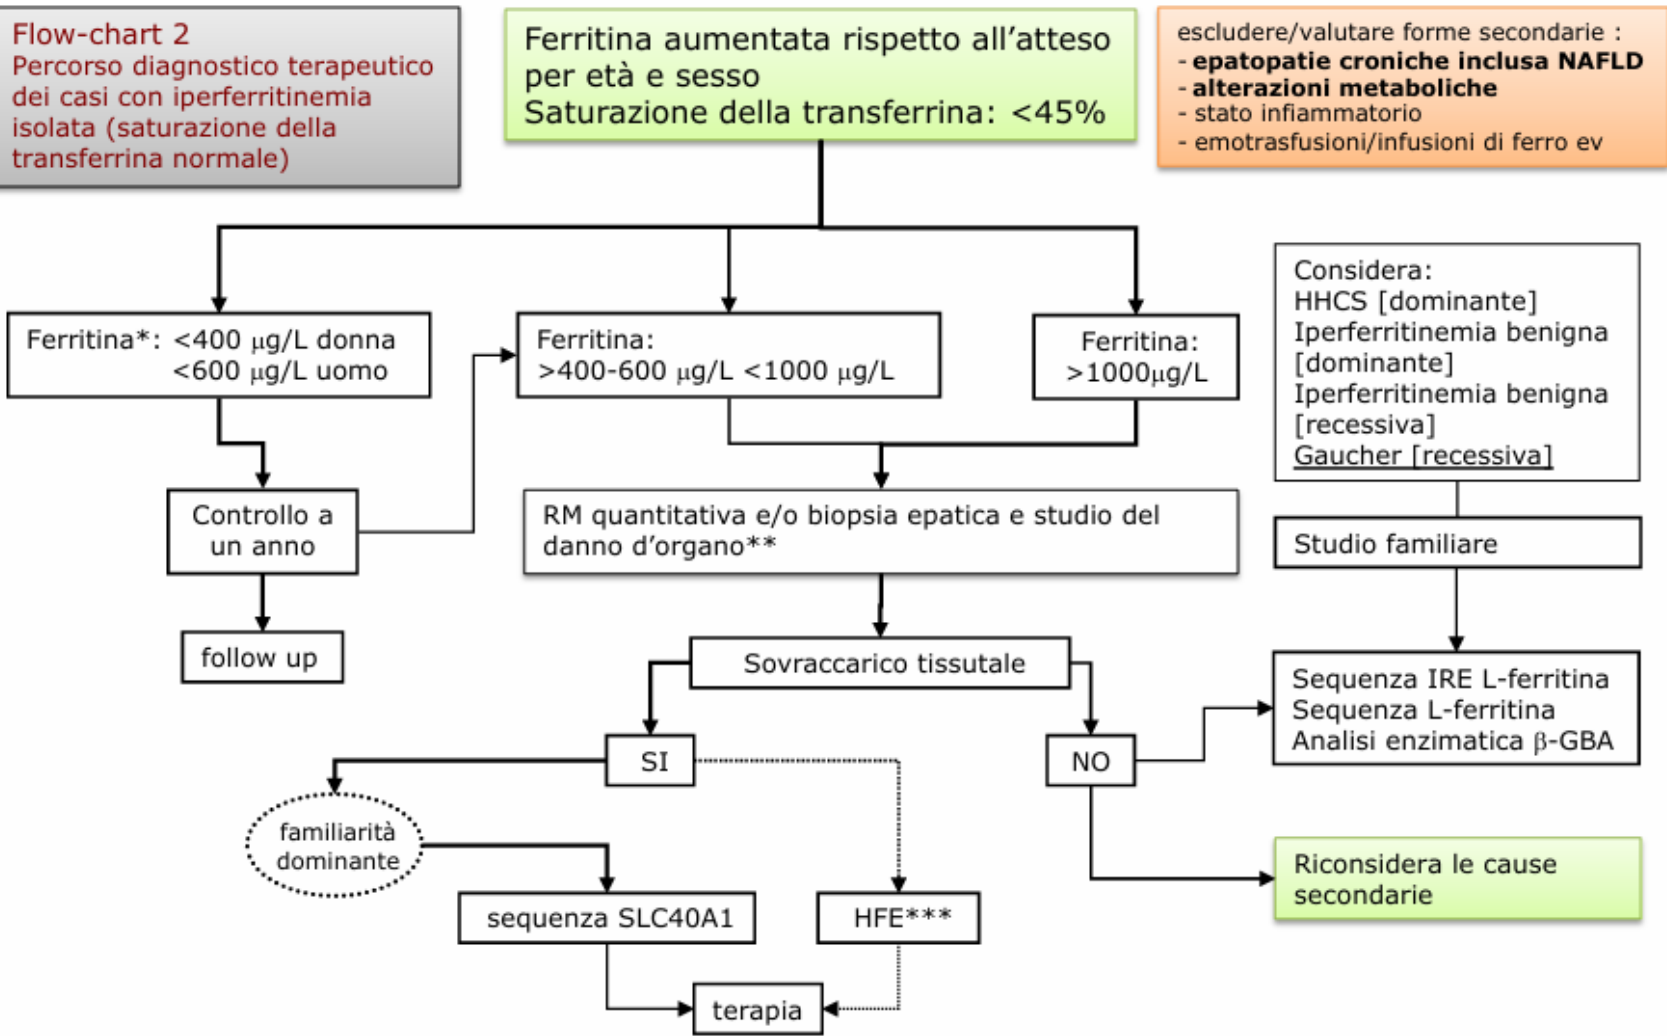 Flow-chart 2
Percorso diagnostico terapeutico
dei casi con iperferritinemia
isolata (saturazione della
transferrina normale)
Ferritina aumentata rispetto all'atteso
per età e sesso
Saturazione della transferrina: <45%
escludere/valutare forme secondarie :
- epatopatie croniche inclusa NAFLD
- alterazioni metaboliche
- stato infiammatorio
- emotrasfusioni/infusioni di ferro ev
Ferritina*: <400 μg/L donna
<600 μg/L uomo
Ferritina:
>400-600 μg/L <1000 μg/L
Ferritina:
>1000μg/L
Considera:
HHCS [dominante]
Iperferritinemia benigna
[dominante]
Iperferritinemia benigna
[recessiva]
Gaucher [recessiva]
Controllo a
un anno
RM quantitativa e/o biopsia epatica e studio del
danno d'organo**
Studio familiare
follow up
Sovraccarico tissutale
Sequenza IRE L-ferritina
Sequenza L-ferritina
Analisi enzimatica β-GBA
SI
NO
familiarità
dominante
Riconsidera le cause
secondarie
sequenza SLC40A1
HFE***
terapia